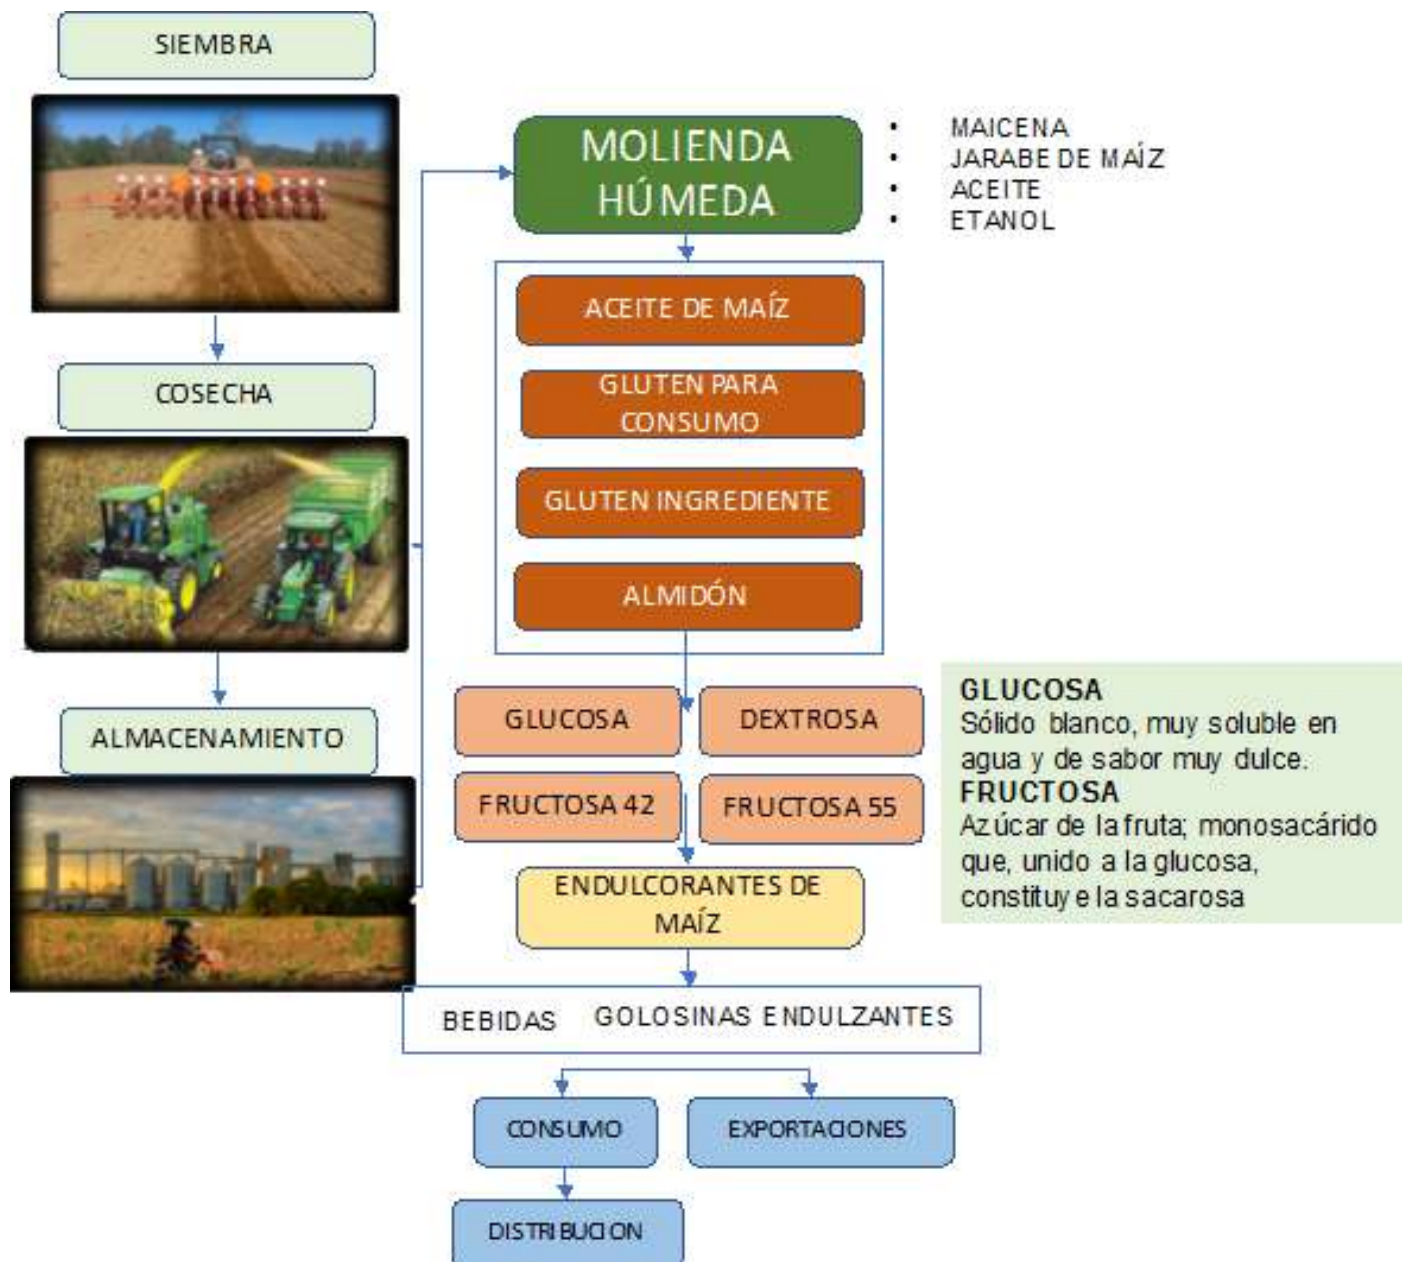 SIEMBRA
COSECHA
ALMACENAMIENTO
MOLIENDA
HÚMEDA
• MAICENA
• JARABE DE MAÍZ
• ACEITE
• ETANOL
ACEITE DE MAÍZ
GLUTEN PARA
CONSUMO
GLUTEN INGREDIENTE
ALMIDÓN
GLUCOSA
DEXTROSA
FRUCTOSA 42
FRUCTOSA 55
GLUCOSA
Sólido blanco, muy soluble en
agua y de sabor muy dulce.
FRUCTOSA
Azúcar de la fruta; monosacárido
que, unido a la glucosa,
constituye la sacarosa
ENDULCORANTES DE
MAÍZ
BEBIDAS GOLOSINAS ENDULZANTES
CONSUMO
EXPORTACIONES
DISTRIBUCION